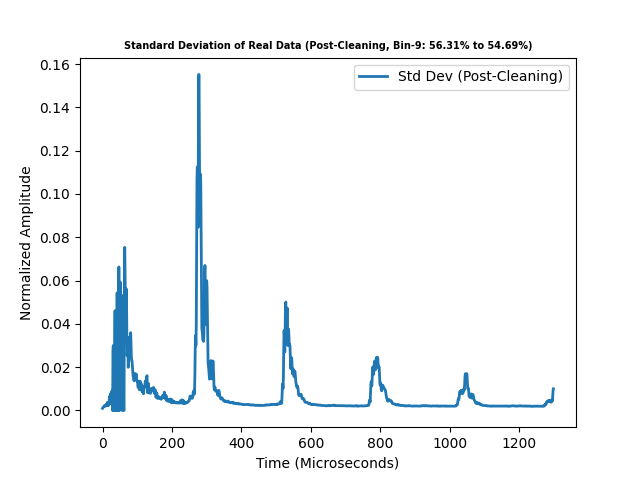 Standard Deviation of Real Data (Post-Cleaning, Bin-9: 56.31% to 54.69%)
Std Dev (Post-Cleaning)
Normalized Amplitude
0.16
0.14
0.12
0.10
0.08
0.06
0.04
0.02
0.00
0 200 400 600 800 1000 1200
Time (Microseconds)